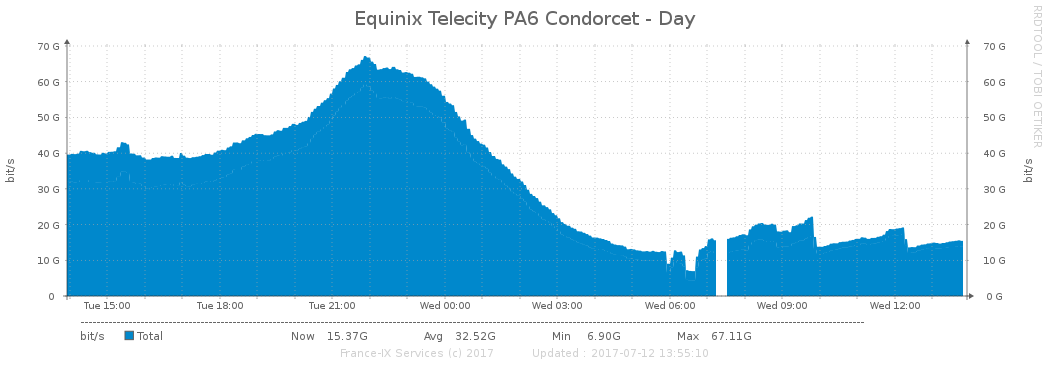 Equinix Telecity PA6 Condorcet - Day
RRDTOOL / TOBI OETIKER
bit/s
70 G
60 G
50 G
40 G
30 G
20 G
10 G
0
70 G
60 G
50 G
40 G
30 G
20 G
10 G
0 G
bit/s
Tue 15:00 Tue 18:00 Tue 21:00 Wed 00:00 Wed 03:00 Wed 06:00 Wed 09:00 Wed 12:00
bit/s Total Now 15.37G Avg 32.52G Min 6.90G Max 67.11G
France-IX Services (c) 2017 Updated : 2017-07-12 13:55:10